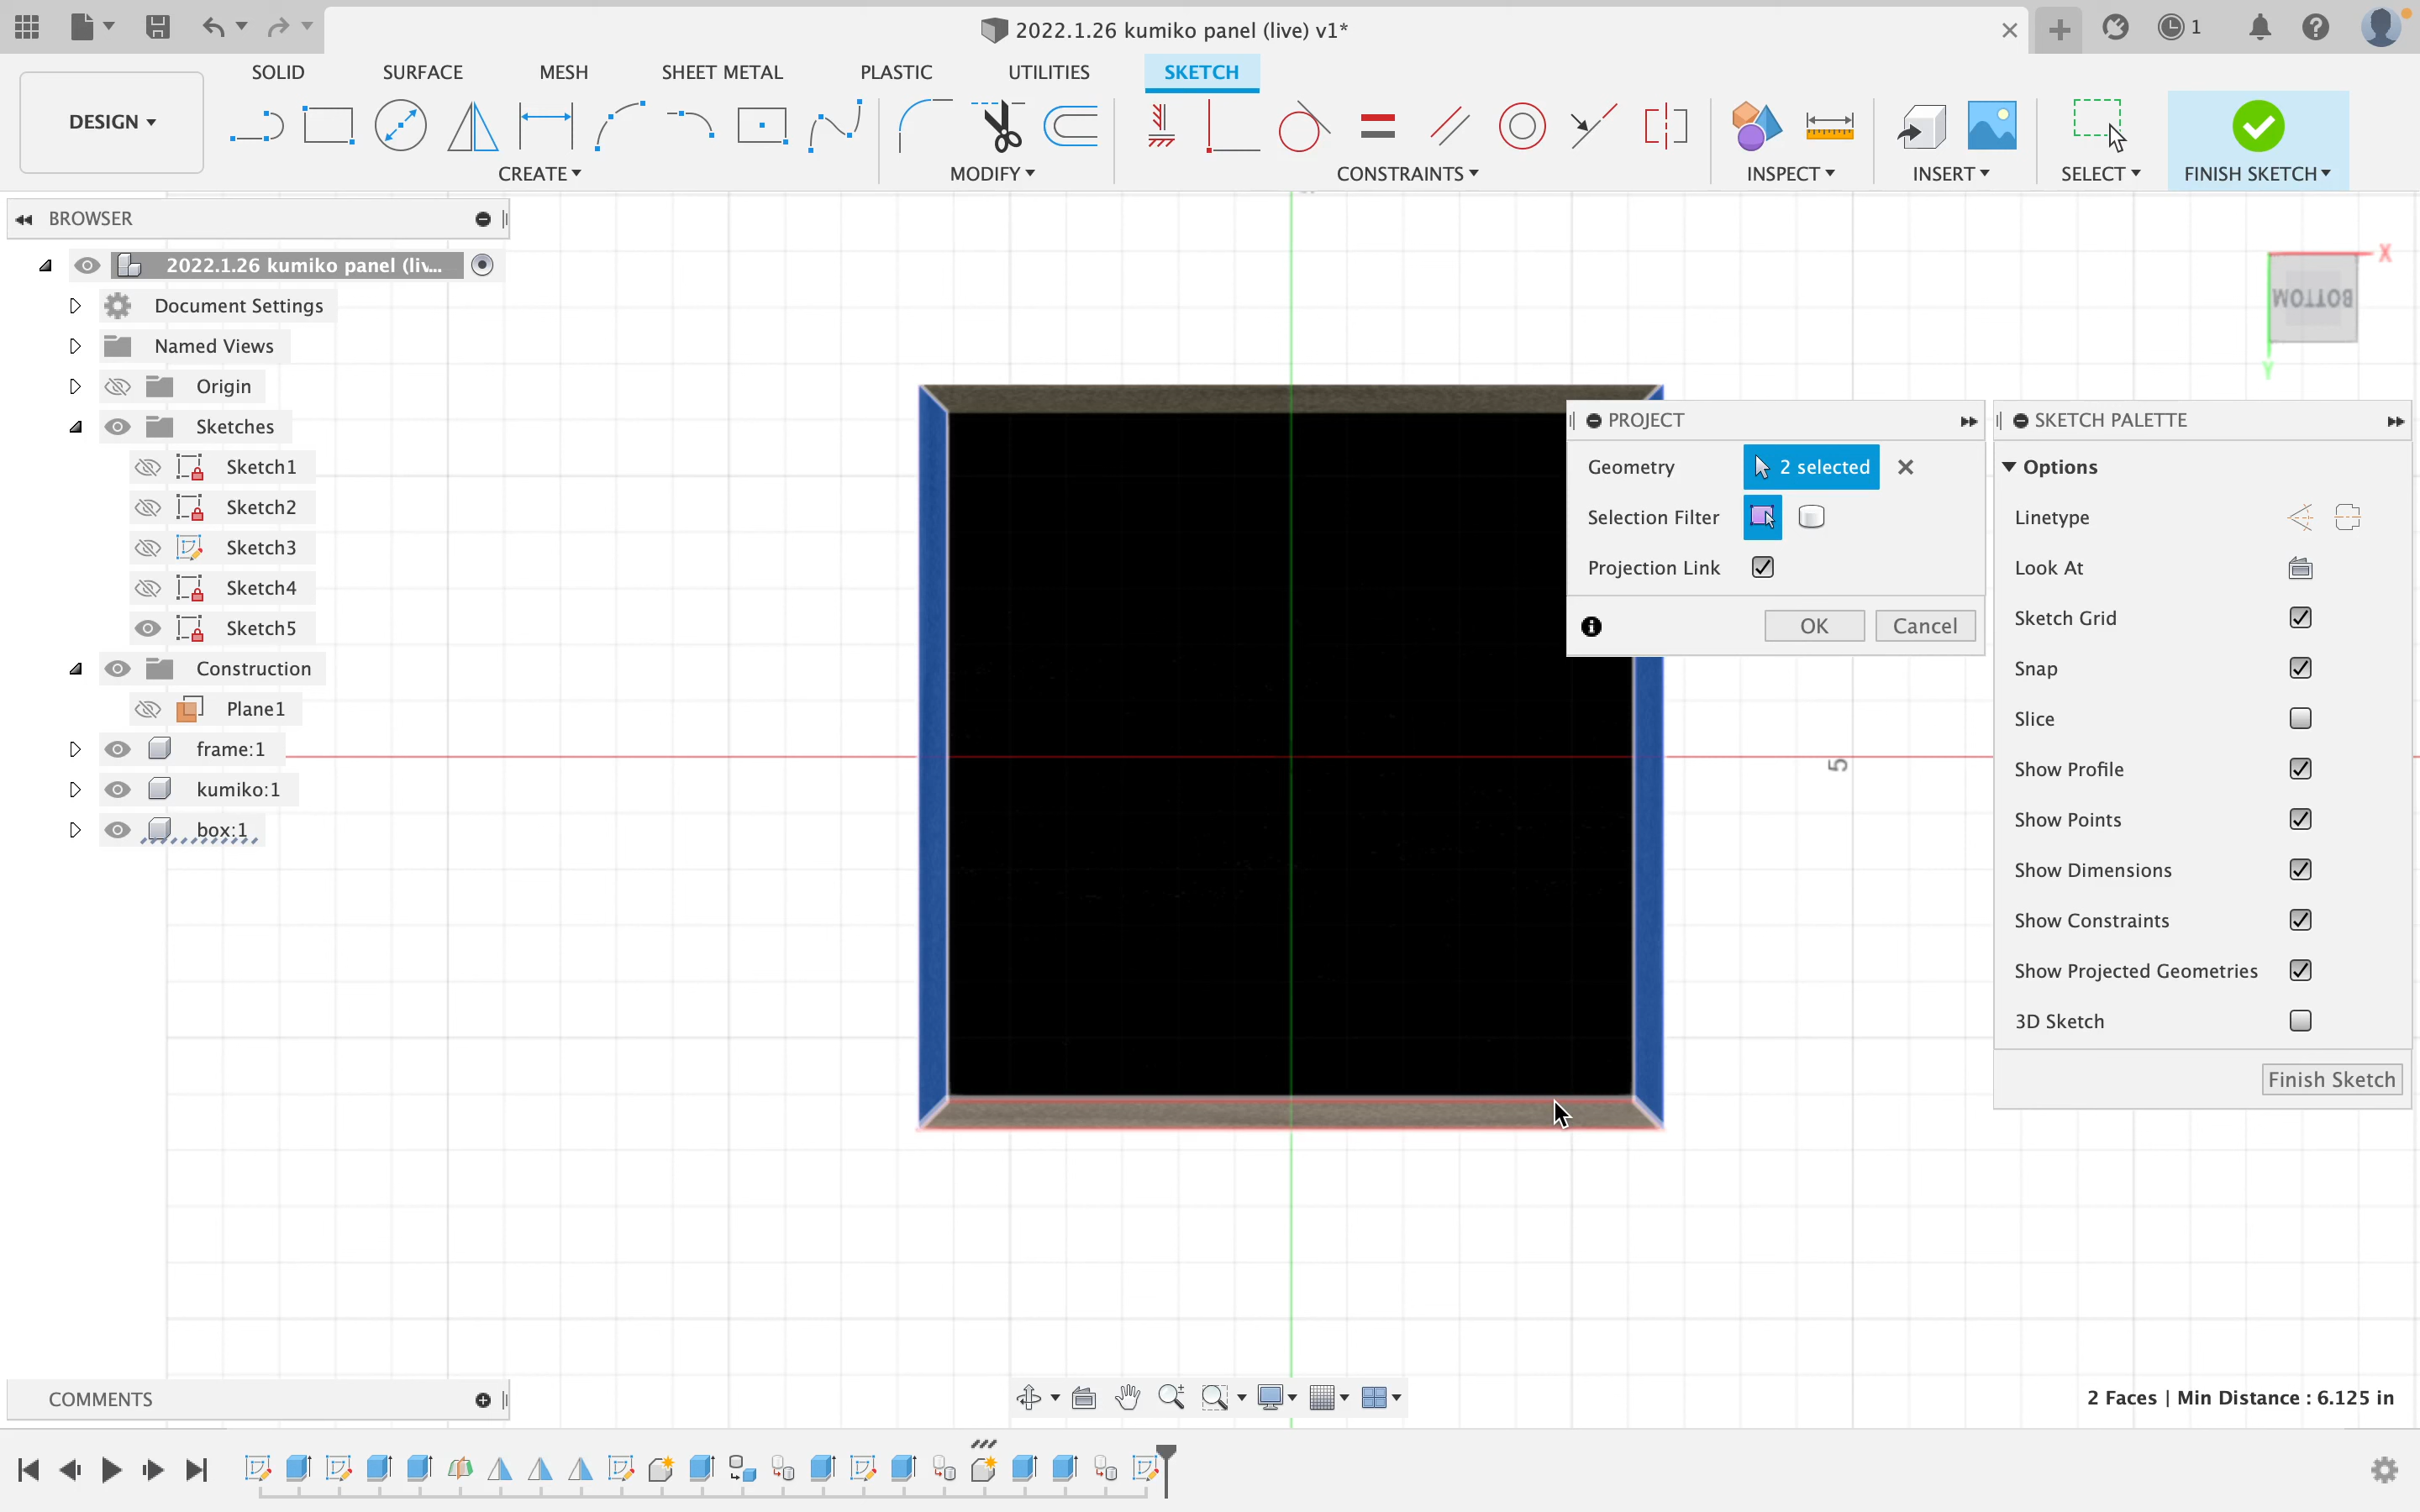 2022.1.26 kumiko panel (live) v1*
1
DESIGN
SOLID
SURFACE
MESH
SHEET METAL
PLASTIC
UTILITIES
SKETCH
CREATE
MODIFY
CONSTRAINTS
INSPECT
INSERT
SELECT
FINISH SKETCH
BROWSER
2022.1.26 kumiko panel (liv...
Document Settings
Named Views
Origin
Sketches
Sketch1
Sketch2
Sketch3
Sketch4
Sketch5
Construction
Plane1
frame:1
kumiko:1
box:1
X
BOTTOM
Y
5
PROJECT
Geometry
2 selected
Selection Filter
Projection Link
OK
Cancel
SKETCH PALETTE
Options
Linetype
Look At
Sketch Grid
Snap
Slice
Show Profile
Show Points
Show Dimensions
Show Constraints
Show Projected Geometries
3D Sketch
Finish Sketch
COMMENTS
2 Faces | Min Distance : 6.125 in